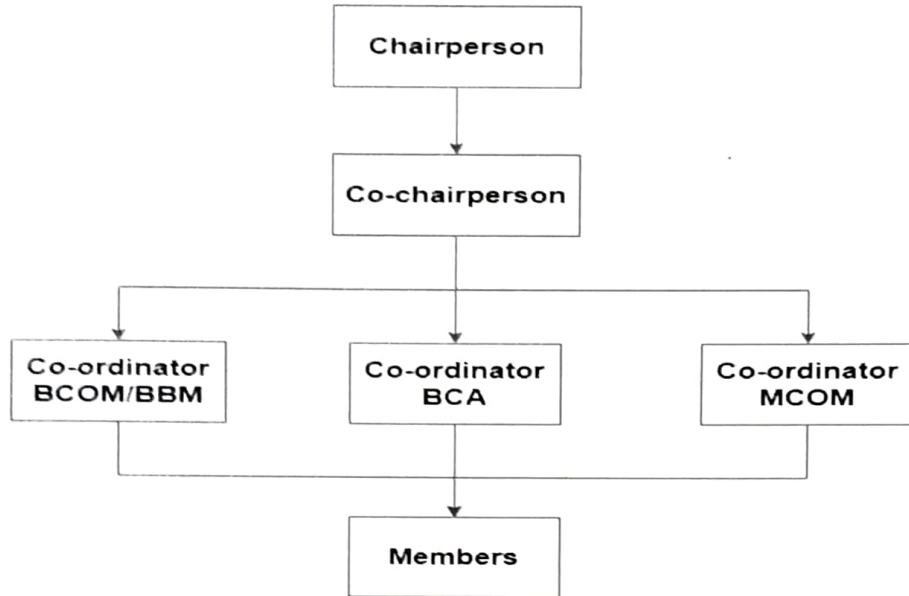 Chairperson
Co-chairperson
Co-ordinator
BCOM/BBM
Co-ordinator
BCA
Co-ordinator
MCOM
Members